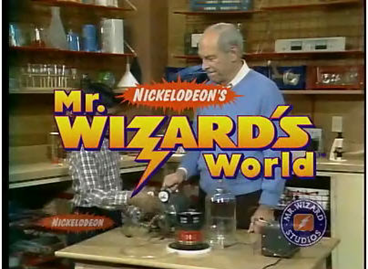 NICKELODEON'S
Mr.
WIZARD'S
World
NICKELODEON
MR. WIZARD
STUDIOS